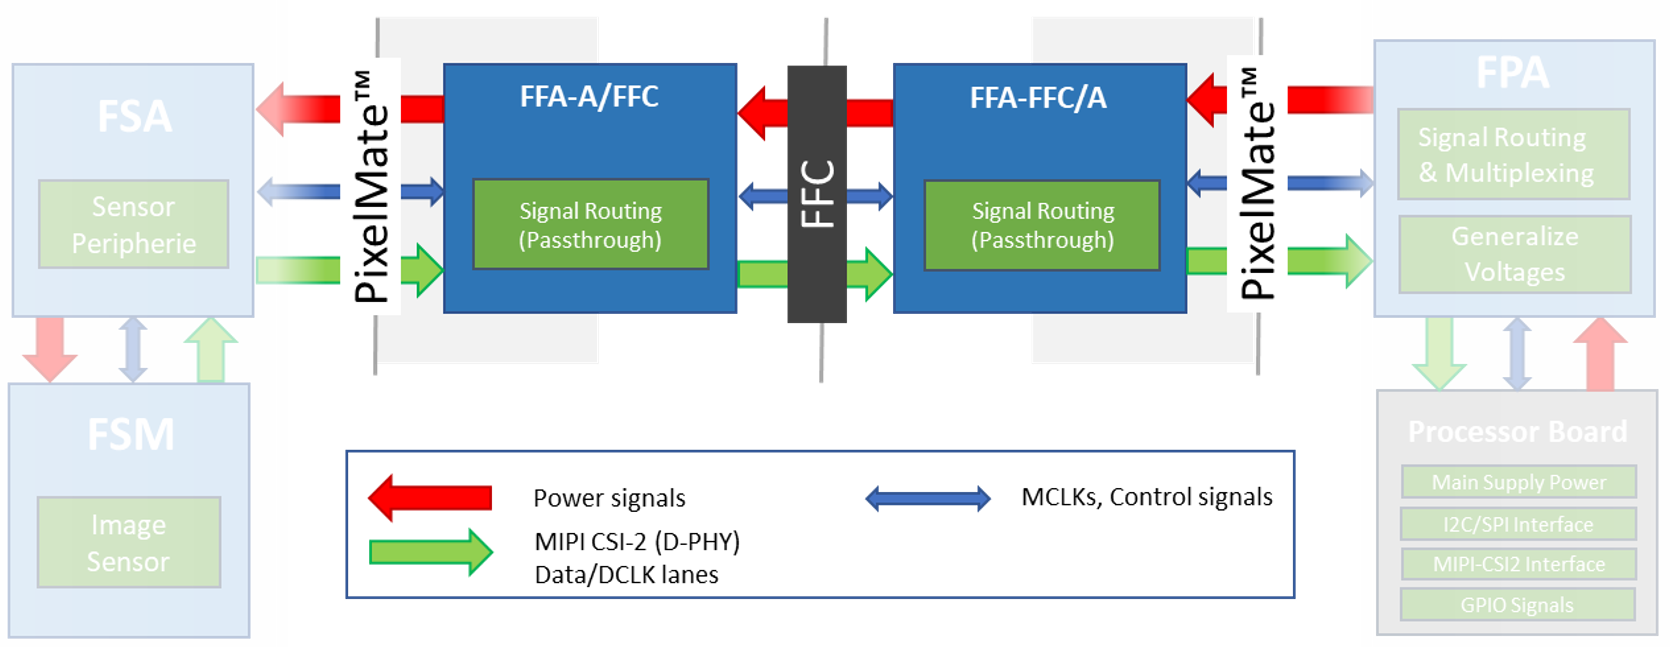 FSA
Sensor
Peripherie
FSM
Image
Sensor
PixelMate™
FFA-A/FFC
Signal Routing
(Passthrough)
FFC
FFA-FFC/A
Signal Routing
(Passthrough)
PixelMate™
FPA
Signal Routing
& Multiplexing
Generalize
Voltages
Processor Board
Main Supply Power
I2C/SPI Interface
MIPI-CSI2 Interface
GPIO Signals
Power signals
MCLKs, Control signals
MIPI CSI-2 (D-PHY)
Data/DCLK lanes